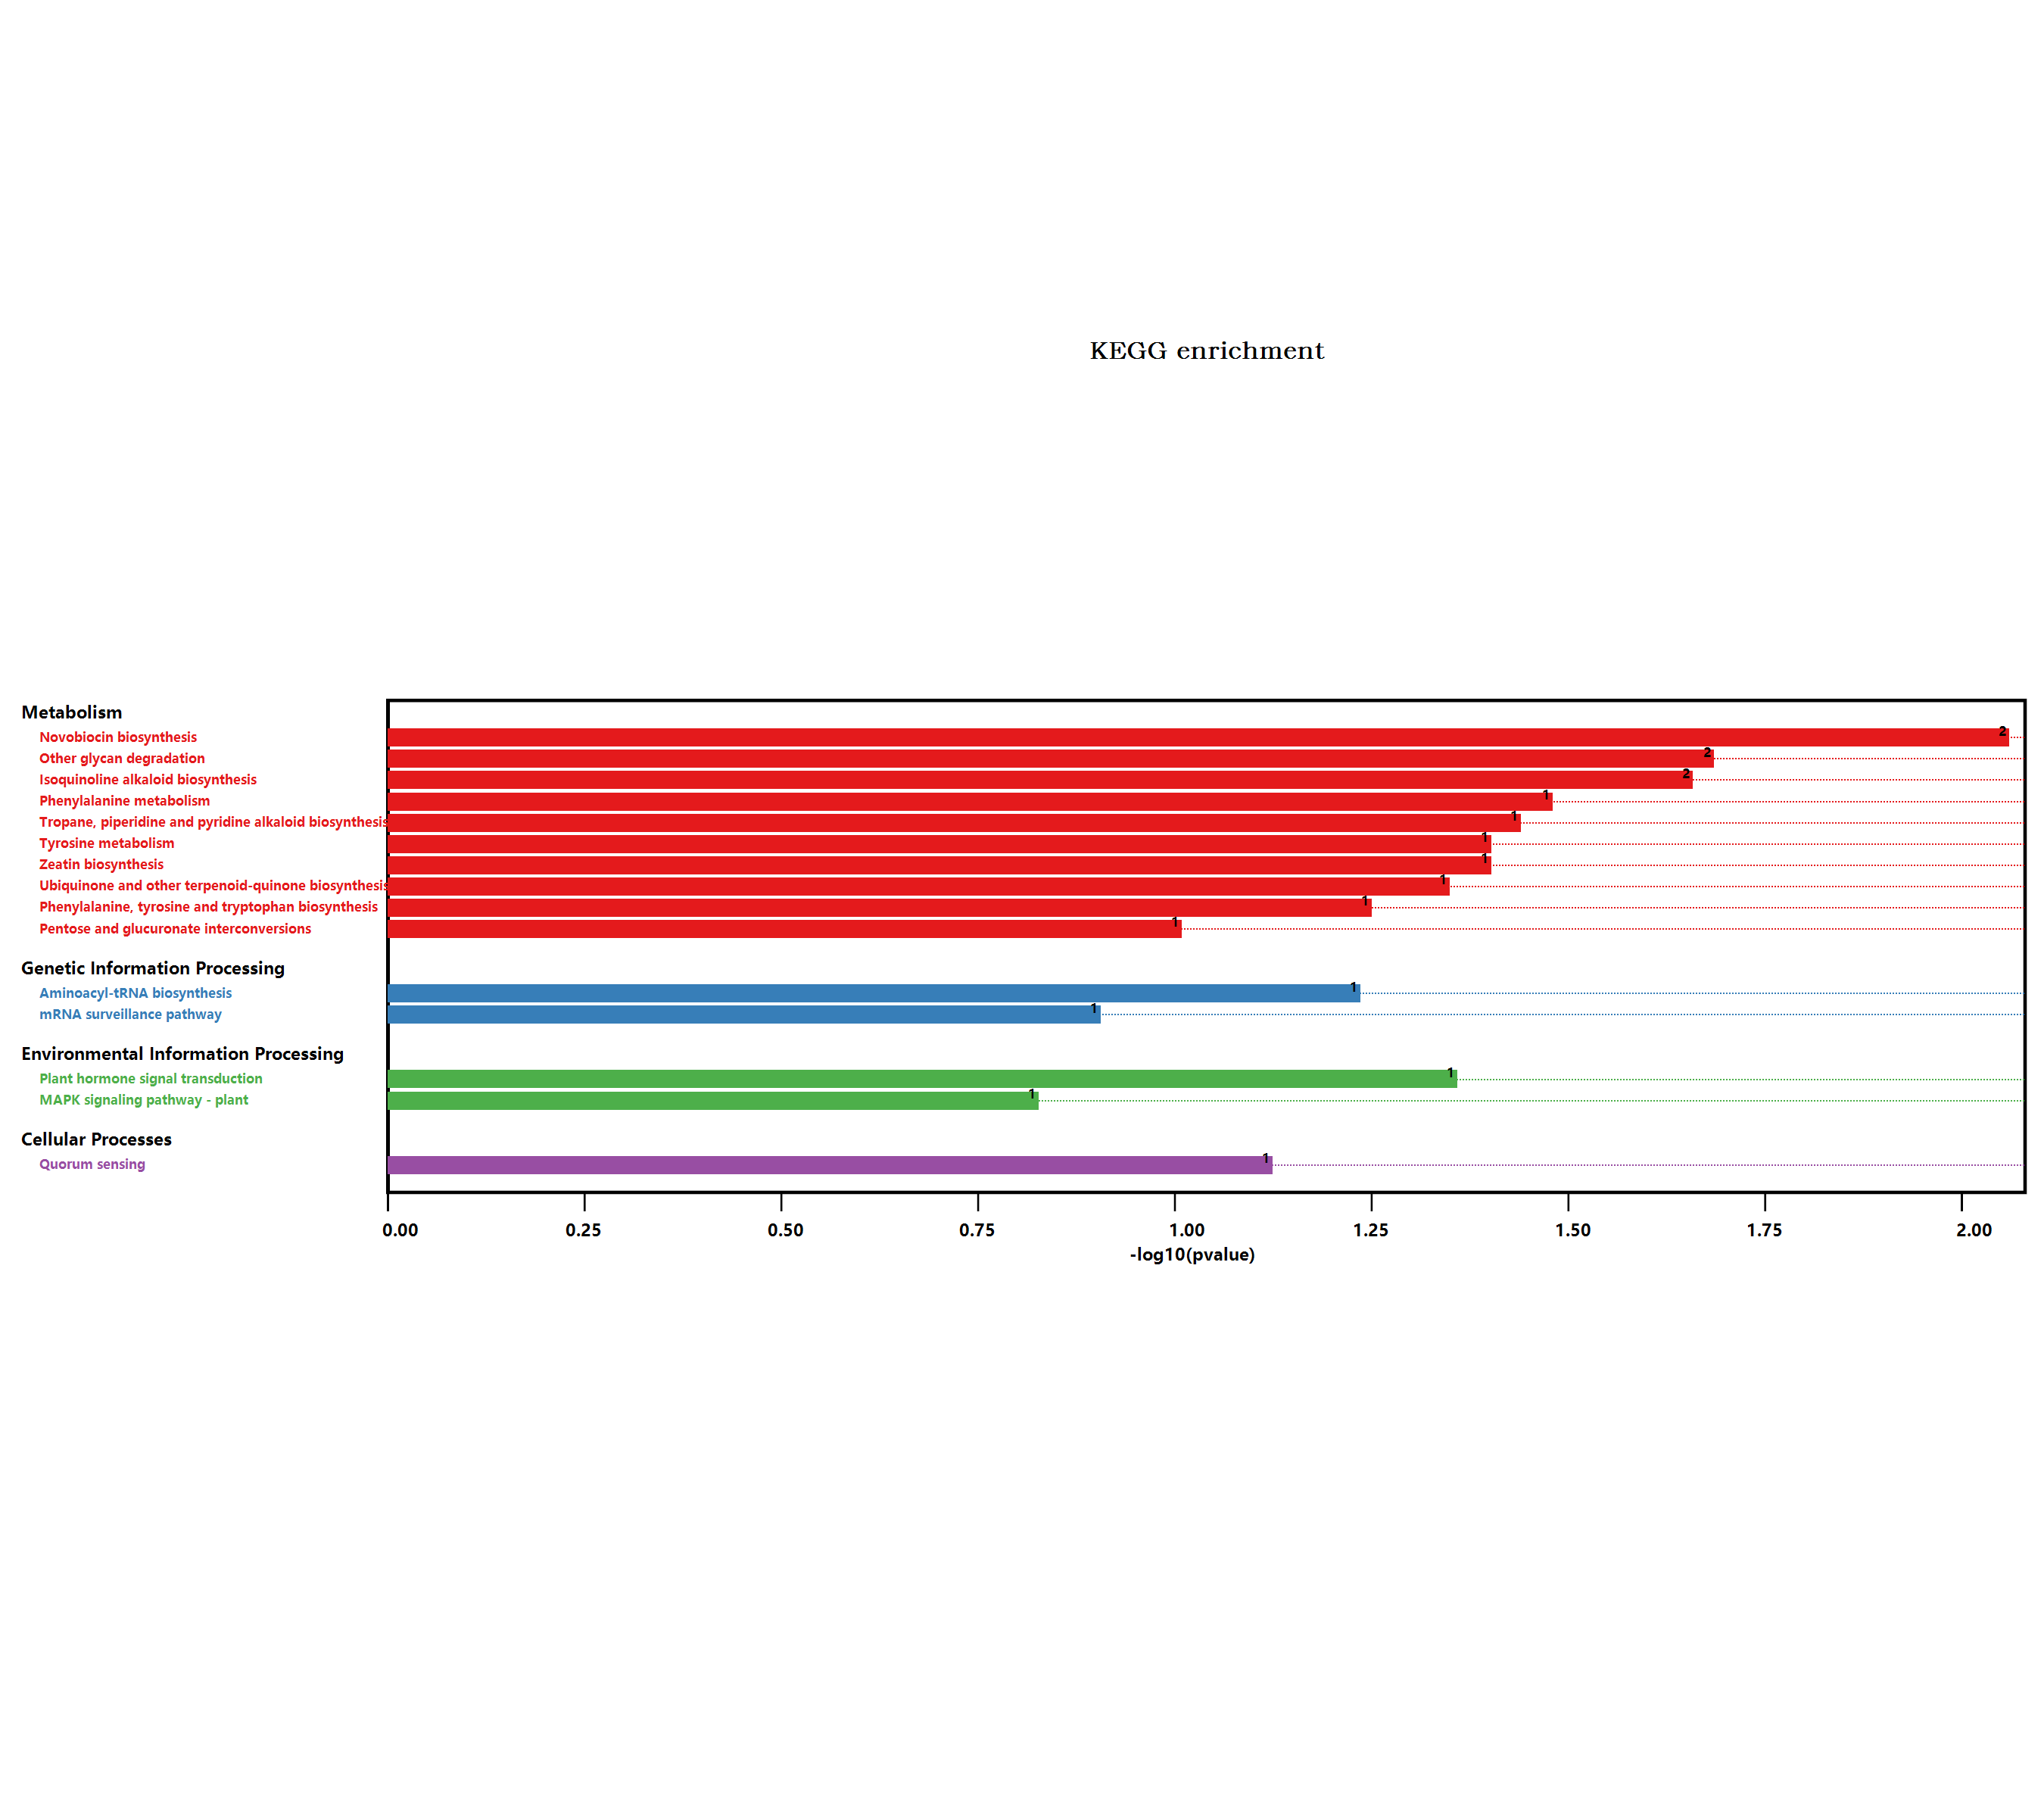 KEGG enrichment
Metabolism
Novobiocin biosynthesis 2
Other glycan degradation 2
Isoquinoline alkaloid biosynthesis 2
Phenylalanine metabolism 1
Tropane, piperidine and pyridine alkaloid biosynthesis 1
Tyrosine metabolism 1
Zeatin biosynthesis 1
Ubiquinone and other terpenoid-quinone biosynthesis 1
Phenylalanine, tyrosine and tryptophan biosynthesis 1
Pentose and glucuronate interconversions 1
Genetic Information Processing
Aminoacyl-tRNA biosynthesis 1
mRNA surveillance pathway 1
Environmental Information Processing
Plant hormone signal transduction 1
MAPK signaling pathway - plant 1
Cellular Processes
Quorum sensing 1
0.00 0.25 0.50 0.75 1.00 1.25 1.50 1.75 2.00
-log10(pvalue)